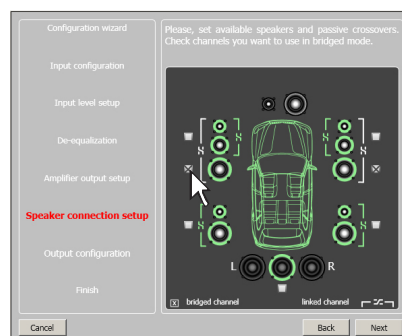 Configuration wizard
Input configuration
Input level setup
De-equalization
Amplifier output setup
Speaker connection setup
Output configuration
Finish
Please, set available speakers and passive crossovers.
Check channels you want to use in bridged mode.
L R
X bridged channel linked channel
Cancel Back Next